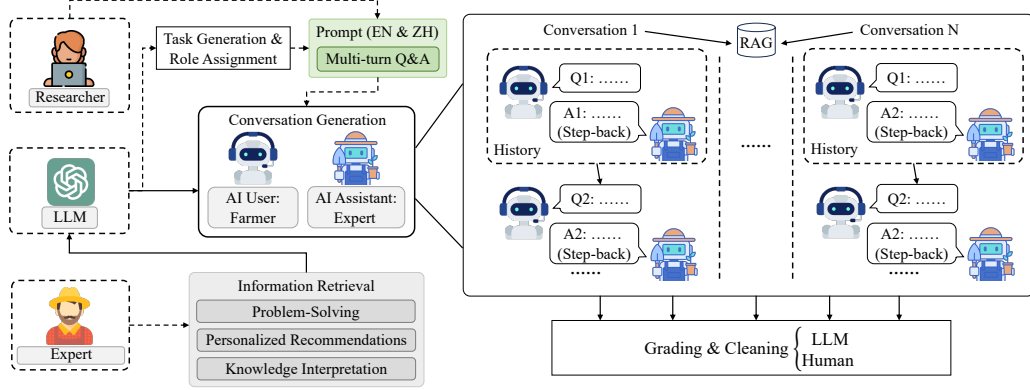 Researcher
Task Generation &
Role Assignment
Prompt (EN & ZH)
Multi-turn Q&A
LLM
Conversation Generation
AI User:
Farmer
AI Assistant:
Expert
Expert
Information Retrieval
Problem-Solving
Personalized Recommendations
Knowledge Interpretation
Conversation 1
RAG
Conversation N
Q1: ......
A1: ......
(Step-back)
History
Q2: ......
A2: ......
(Step-back)
......
......
Q1: ......
A2: ......
(Step-back)
History
Q2: ......
A2: ......
(Step-back)
......
Grading & Cleaning { LLM
Human